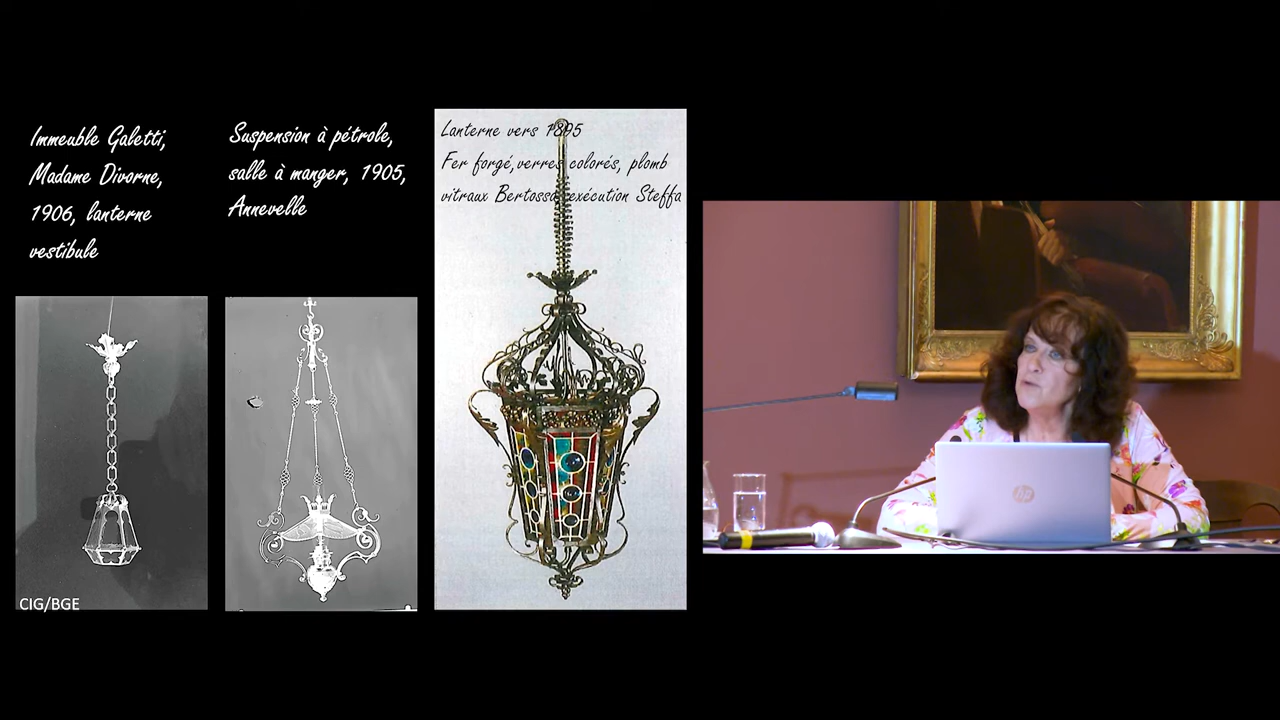 Immeuble Galetti,
Madame Divorne,
1906, lanterne
vestibule
Suspension à pétrole,
salle à manger, 1905,
Annevelle
Lanterne vers 1895
Fer forgé, verres colorés, plomb
vitraux Bertossa, exécution Steffa
CIG/BGE
hp